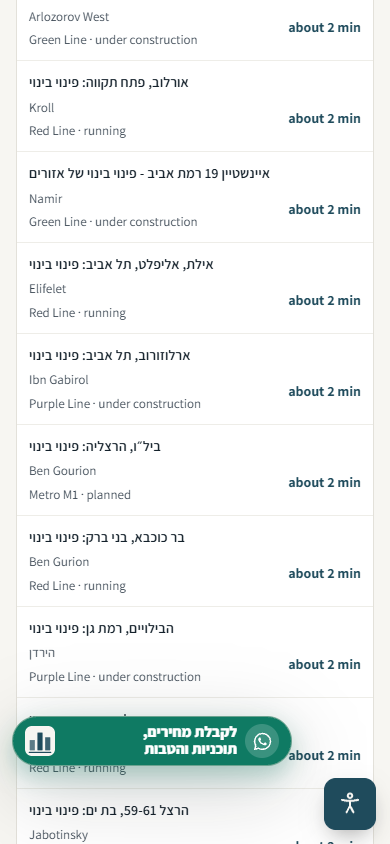 Arlozorov West
Green Line · under construction
about 2 min
אורלוב, פתח תקווה: פינוי בינוי
Kroll
Red Line · running
about 2 min
איינשטיין 19 רמת אביב - פינוי בינוי של אזורים
Namir
Green Line · under construction
about 2 min
אילת, אליפלט, תל אביב: פינוי בינוי
Elifelet
Red Line · running
about 2 min
ארלוזורוב, תל אביב: פינוי בינוי
Ibn Gabirol
Purple Line · under construction
about 2 min
ביל״ו, הרצליה: פינוי בינוי
Ben Gourion
Metro M1 · planned
about 2 min
בר כוכבא, בני ברק: פינוי בינוי
Ben Gurion
Red Line · running
about 2 min
הבילויים, רמת גן: פינוי בינוי
הירדן
Purple Line · under construction
about 2 min
לקבלת מחירים,
תוכניות והטבות
Red Line · running
about 2 min
הרצל 59-61, בת ים: פינוי בינוי
Jabotinsky